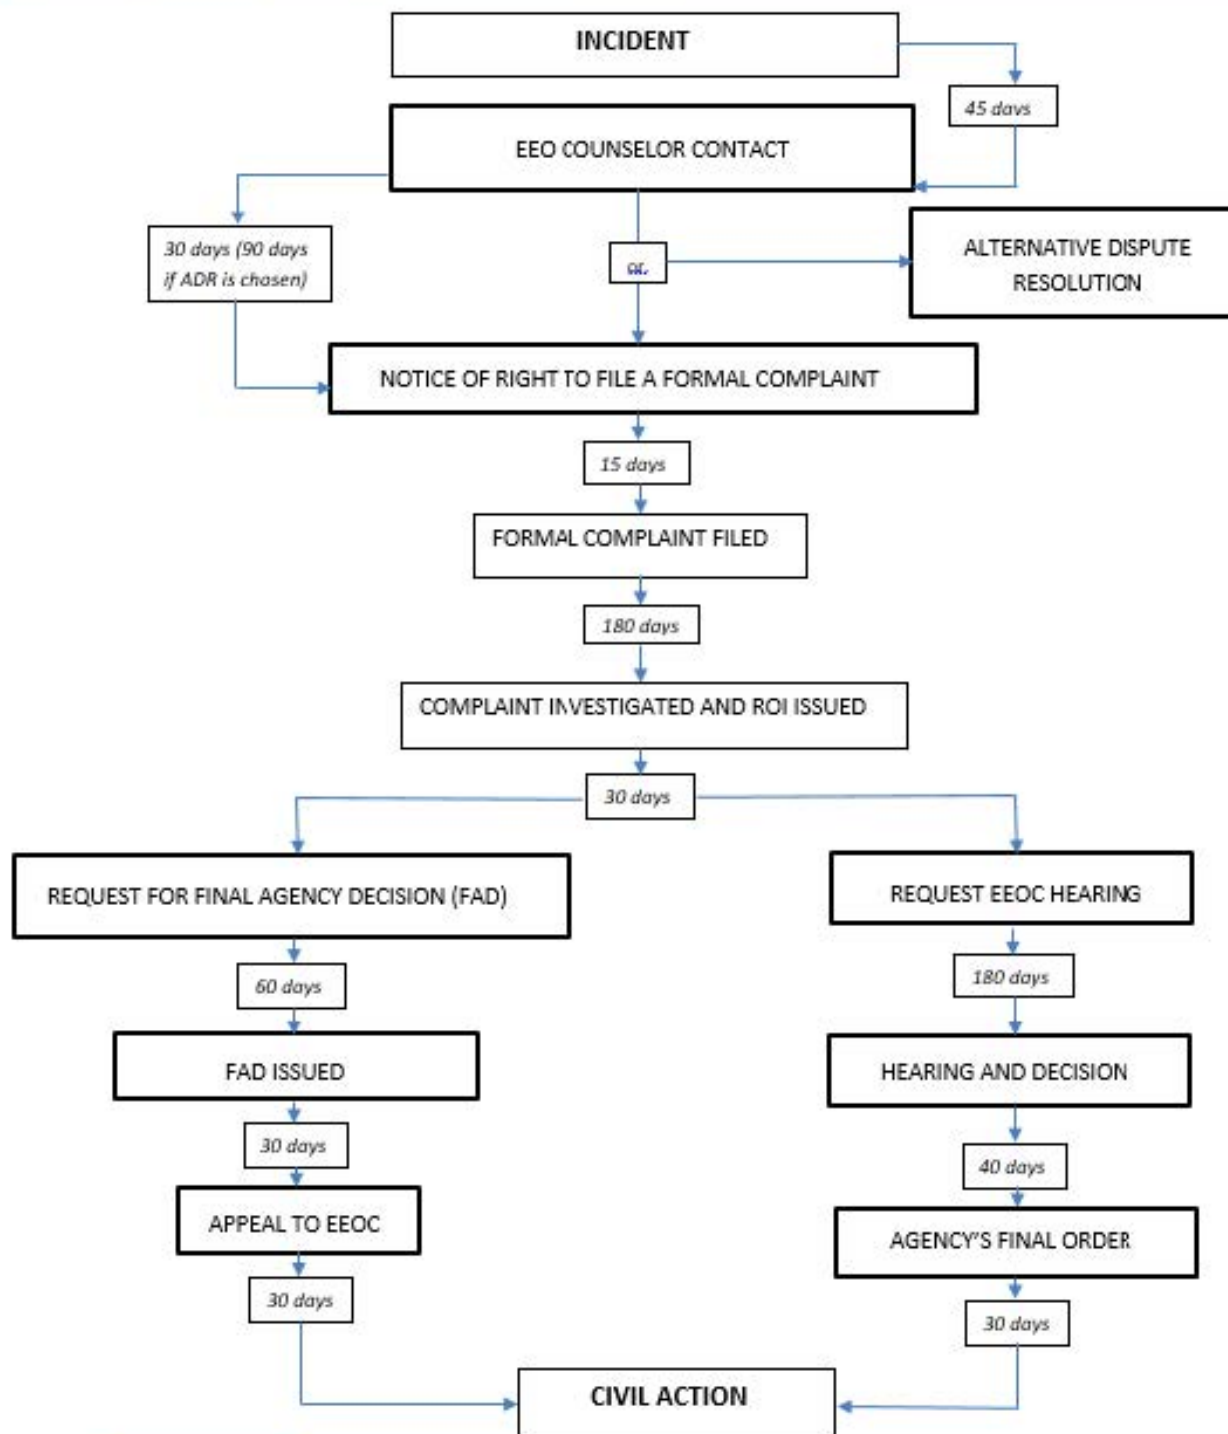 INCIDENT
45 days
EEO COUNSELOR CONTACT
30 days (90 days
if ADR is chosen)
or
ALTERNATIVE DISPUTE
RESOLUTION
NOTICE OF RIGHT TO FILE A FORMAL COMPLAINT
15 days
FORMAL COMPLAINT FILED
180 days
COMPLAINT INVESTIGATED AND ROI ISSUED
30 days
REQUEST FOR FINAL AGENCY DECISION (FAD)
REQUEST EEOC HEARING
60 days
180 days
FAD ISSUED
HEARING AND DECISION
30 days
40 days
APPEAL TO EEOC
AGENCY'S FINAL ORDER
30 days
30 days
CIVIL ACTION